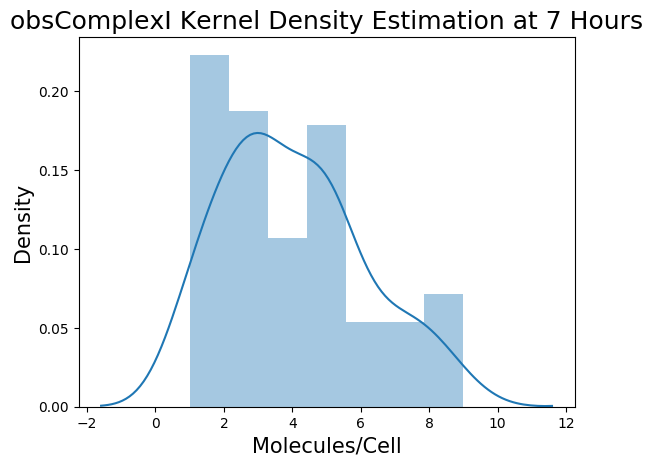 obsComplexI Kernel Density Estimation at 7 Hours
0.20
0.15
0.10
0.05
0.00
Density
−2 0 2 4 6 8 10 12
Molecules/Cell